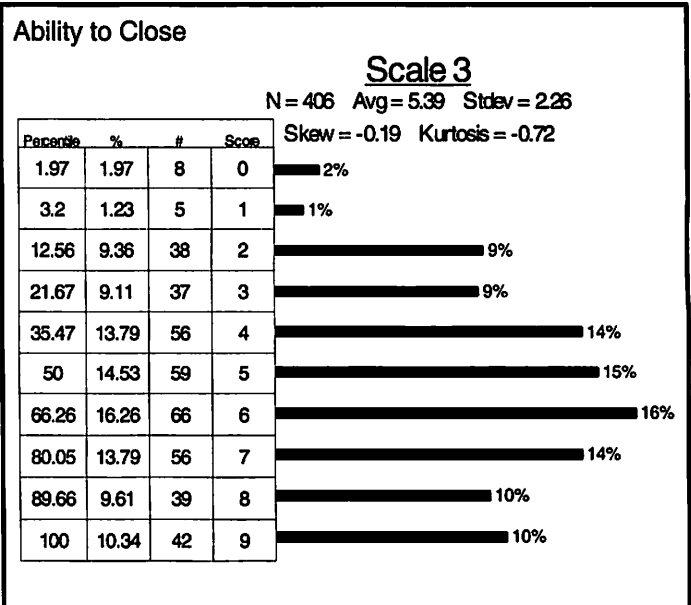 Ability to Close
Scale 3
N = 406 Avg = 5.39 Stdev = 2.26
Skew = -0.19 Kurtosis = -0.72
Percentile % # Score
1.97 1.97 8 0 2%
3.2 1.23 5 1 1%
12.56 9.36 38 2 9%
21.67 9.11 37 3 9%
35.47 13.79 56 4 14%
50 14.53 59 5 15%
66.26 16.26 66 6 16%
80.05 13.79 56 7 14%
89.66 9.61 39 8 10%
100 10.34 42 9 10%